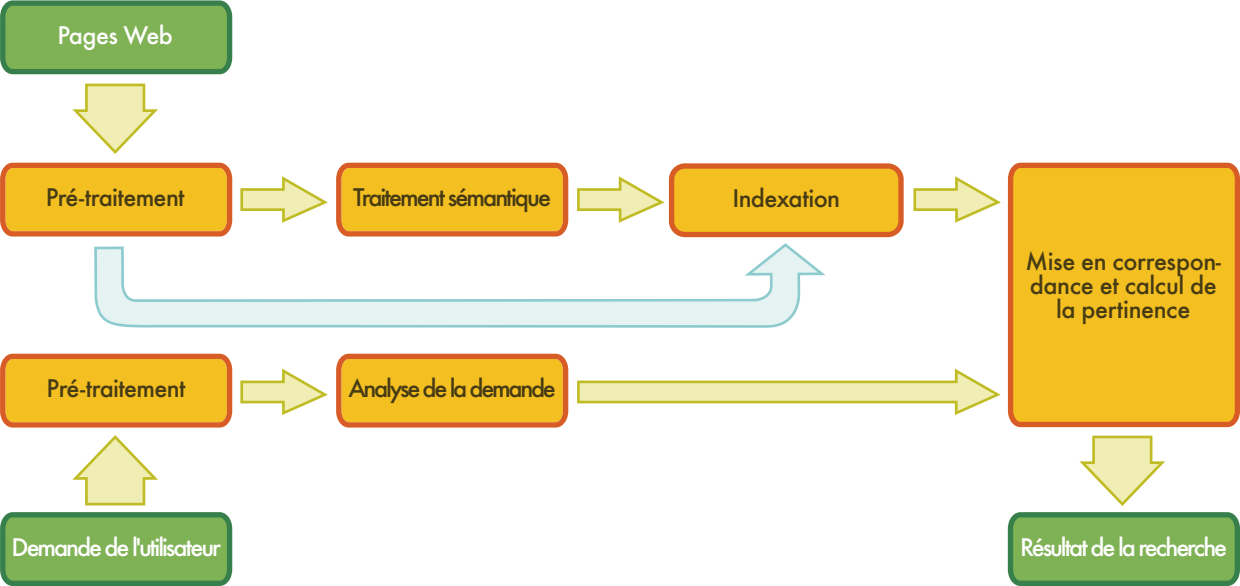 Pages Web
Pré-traitement
Traitement sémantique
Indexation
Mise en correspon-
dance et calcul de
la pertinence
Pré-traitement
Analyse de la demande
Demande de l'utilisateur
Résultat de la recherche